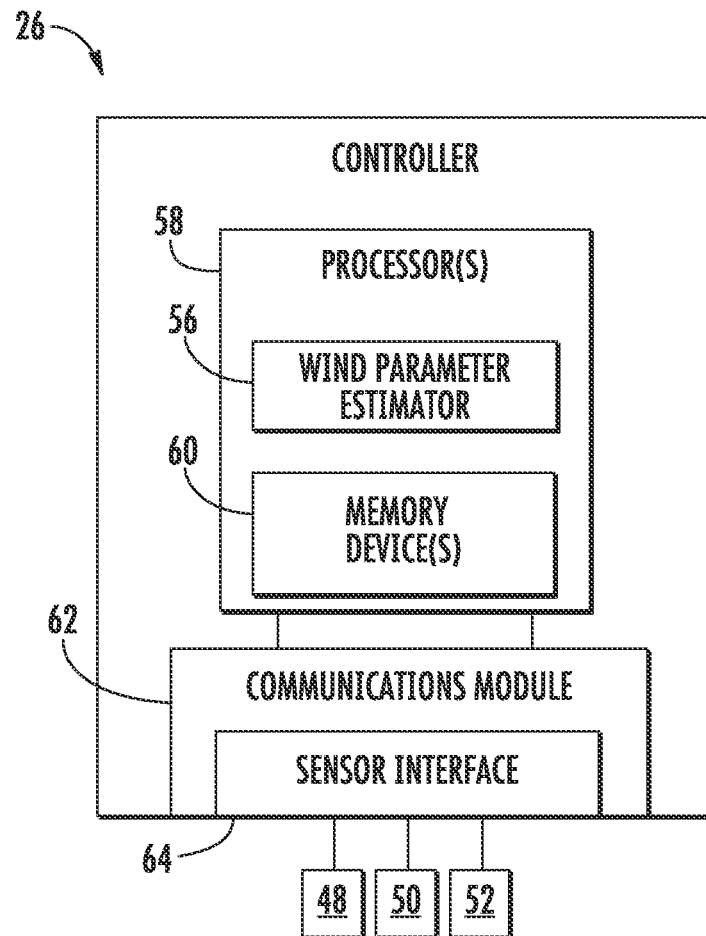 26
CONTROLLER
58
PROCESSOR(S)
56
WIND PARAMETER
ESTIMATOR
60
MEMORY
DEVICE(S)
62
COMMUNICATIONS MODULE
SENSOR INTERFACE
64
48 50 52